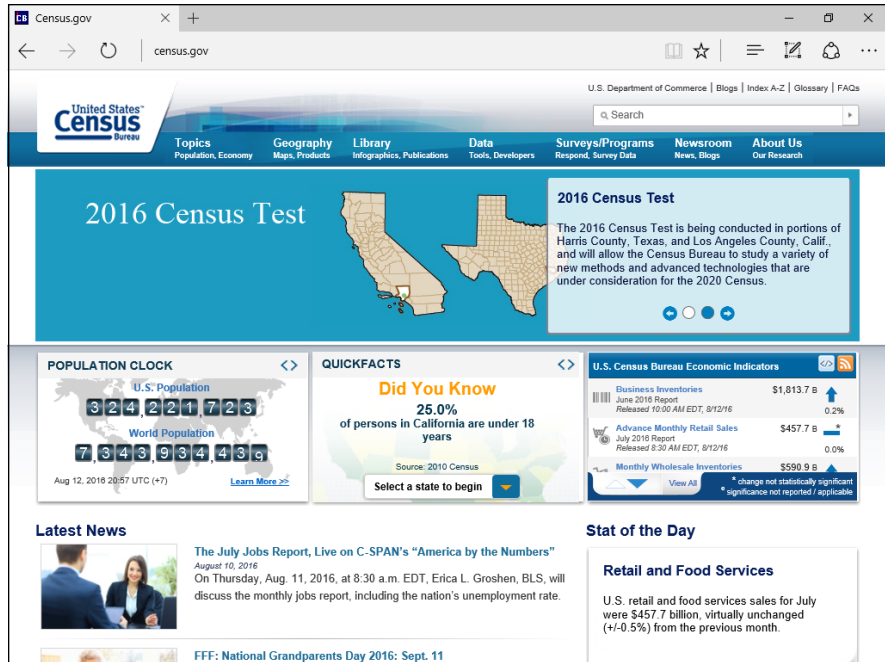 Census.gov
census.gov
U.S. Department of Commerce | Blogs | Index A-Z | Glossary | FAQs
United States™
Census
Bureau
Search
Topics
Population, Economy
Geography
Maps, Products
Library
Infographics, Publications
Data
Tools, Developers
Surveys/Programs
Respond, Survey Data
Newsroom
News, Blogs
About Us
Our Research
2016 Census Test
2016 Census Test
The 2016 Census Test is being conducted in portions of
Harris County, Texas, and Los Angeles County, Calif.,
and will allow the Census Bureau to study a variety of
new methods and advanced technologies that are
under consideration for the 2020 Census.
POPULATION CLOCK
U.S. Population
324,221,723
World Population
7,343,934,439
Aug 12, 2016 20:57 UTC (+7)
Learn More >>
QUICKFACTS
Did You Know
25.0%
of persons in California are under 18
years
Source: 2010 Census
Select a state to begin
U.S. Census Bureau Economic Indicators
Business Inventories
$1,813.7 B
June 2016 Report
Released 10:00 AM EDT, 8/12/16
0.2%
Advance Monthly Retail Sales
$457.7 B
*
July 2016 Report
Released 8:30 AM EDT, 8/12/16
0.0%
Monthly Wholesale Inventories
$590.9 B
View All
* change not statistically significant
° significance not reported / applicable
Latest News
The July Jobs Report, Live on C-SPAN's “America by the Numbers”
August 10, 2016
On Thursday, Aug. 11, 2016, at 8:30 a.m. EDT, Erica L. Groshen, BLS, will
discuss the monthly jobs report, including the nation's unemployment rate.
FFF: National Grandparents Day 2016: Sept. 11
Stat of the Day
Retail and Food Services
U.S. retail and food services sales for July
were $457.7 billion, virtually unchanged
(+/-0.5%) from the previous month.